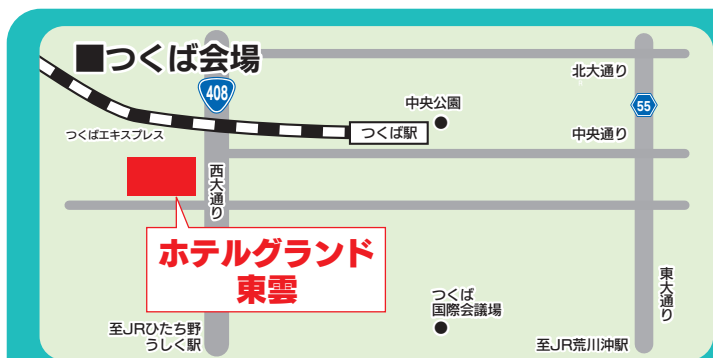 ■つくば会場
408
北大通り
中央公園
55
つくばエキスプレス
つくば駅
中央通り
西大通り
ホテルグランド
東雲
東大通り
つくば
国際会議場
至JRひたち野
うしく駅
至JR荒川沖駅